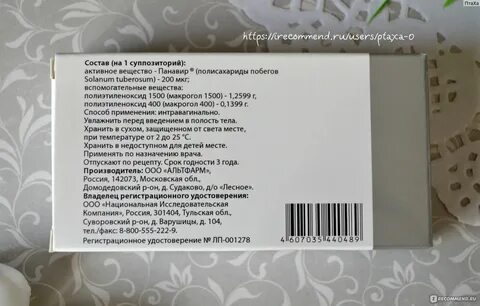 ПтаХа
https://irecommend.ru/users/ptaxa-0
Состав (на 1 суппозиторий):
активное вещество - Панавир ® (полисахариды побегов
Solanum tuberosum) - 200 мкг;
вспомогательные вещества:
полиэтиленоксид 1500 (макрогол 1500) - 1,2599 г,
полиэтиленоксид 400 (макрогол 400) - 0,1399 г.
Способ применения: интравагинально.
Увлажнить перед введением в полость тела.
Хранить в сухом, защищенном от света месте,
при температуре от 2 до 25 °С.
Хранить в недоступном для детей месте.
Применять по назначению врача.
Отпускают по рецепту. Срок годности 3 года.
Производитель: ООО «АЛЬТФАРМ»,
Россия, 142073, Московская обл.,
Домодедовский р-он, д. Судаково, д/о «Лесное».
Владелец регистрационного удостоверения:
ООО «Национальная Исследовательская
Компания», Россия, 301404, Тульская обл.,
Суворовский р-он, д. Варушицы, д. 104,
тел./факс: 8-800-555-222-9.
Регистрационное удостоверение № ЛП-001278
4 607035 440489
IRECOMMEND.RU